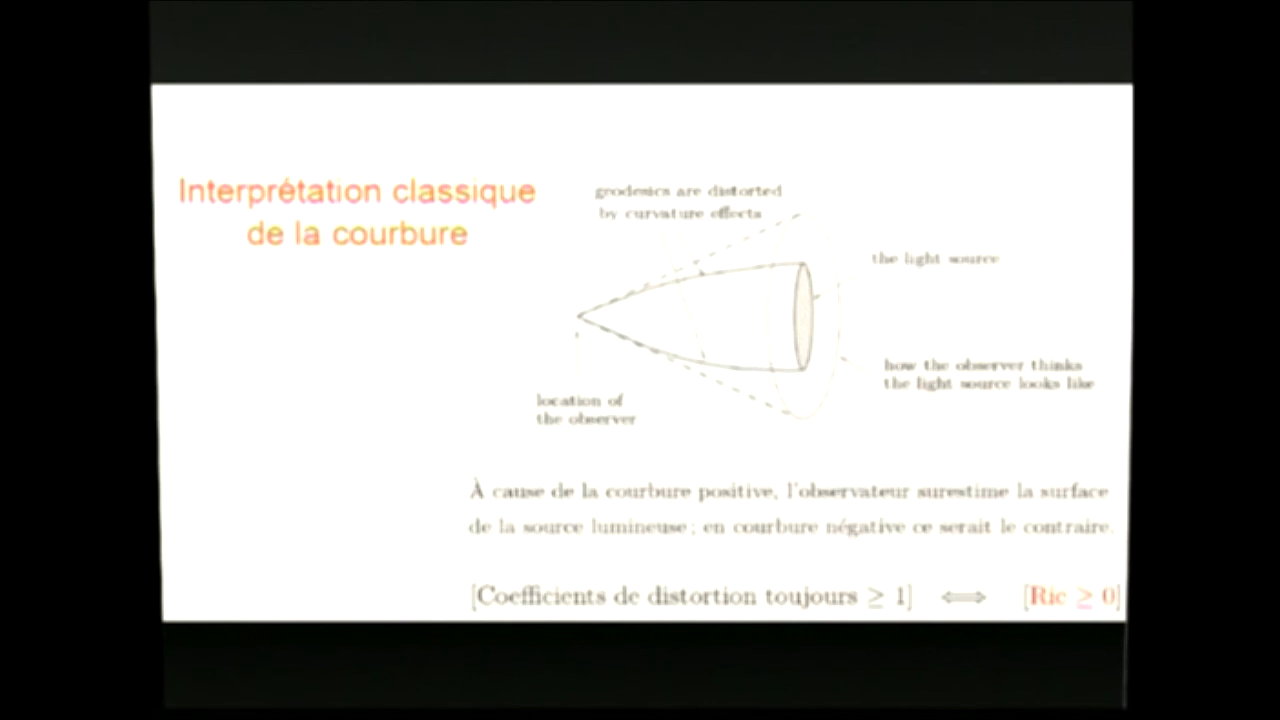 Interprétation classique
de la courbure
geodesics are distorted
by curvature effects
the light source
how the observer thinks
the light source looks like
location of
the observer
À cause de la courbure positive, l'observateur surestime la surface
de la source lumineuse ; en courbure négative ce serait le contraire.
[Coefficients de distortion toujours ≥ 1] ⟺ [Ric ≥ 0]